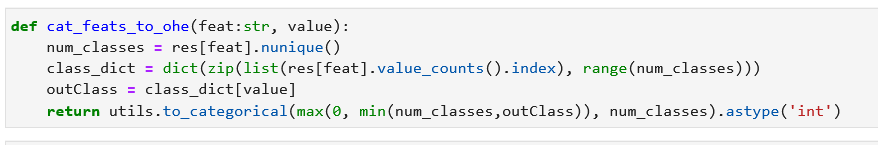 def cat_feats_to_ohe(feat:str, value):
    num_classes = res[feat].nunique()
    class_dict = dict(zip(list(res[feat].value_counts().index), range(num_classes)))
    outClass = class_dict[value]
    return utils.to_categorical(max(0, min(num_classes,outClass)), num_classes).astype('int')